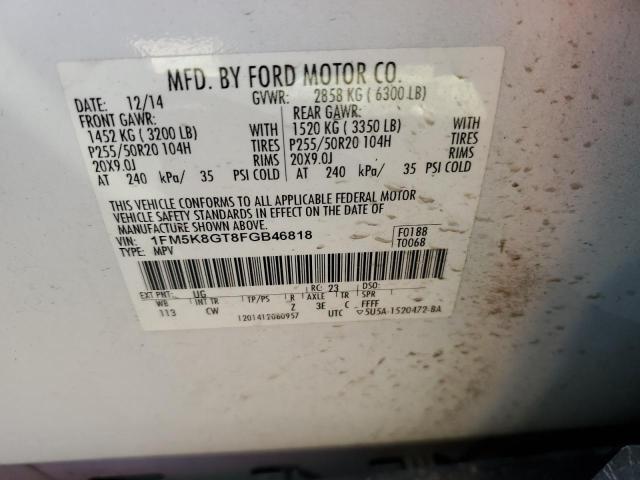 MFD. BY FORD MOTOR CO.
DATE: 12/14 GVWR: 2858 KG ( 6300 LB)
FRONT GAWR: REAR GAWR:
1452 KG ( 3200 LB) WITH 1520 KG ( 3350 LB) WITH
P255/50R20 104H TIRES P255/50R20 104H TIRES
20X9.0J RIMS 20X9.0J RIMS
AT 240 kPa/ 35 PSI COLD AT 240 kPa/ 35 PSI COLD
THIS VEHICLE CONFORMS TO ALL APPLICABLE FEDERAL MOTOR
VEHICLE SAFETY STANDARDS IN EFFECT ON THE DATE OF
MANUFACTURE SHOWN ABOVE.
VIN: 1FM5K8GT8FGB46818 F0188
TYPE: MPV T0068
EXT PNT: UG RC: 23 DSO:
WB INT TR TP/PS R AXLE TR SPR
113 CW Z 3E C FFFF
1201412060957 UTC ▽5U5A-1520472-BA